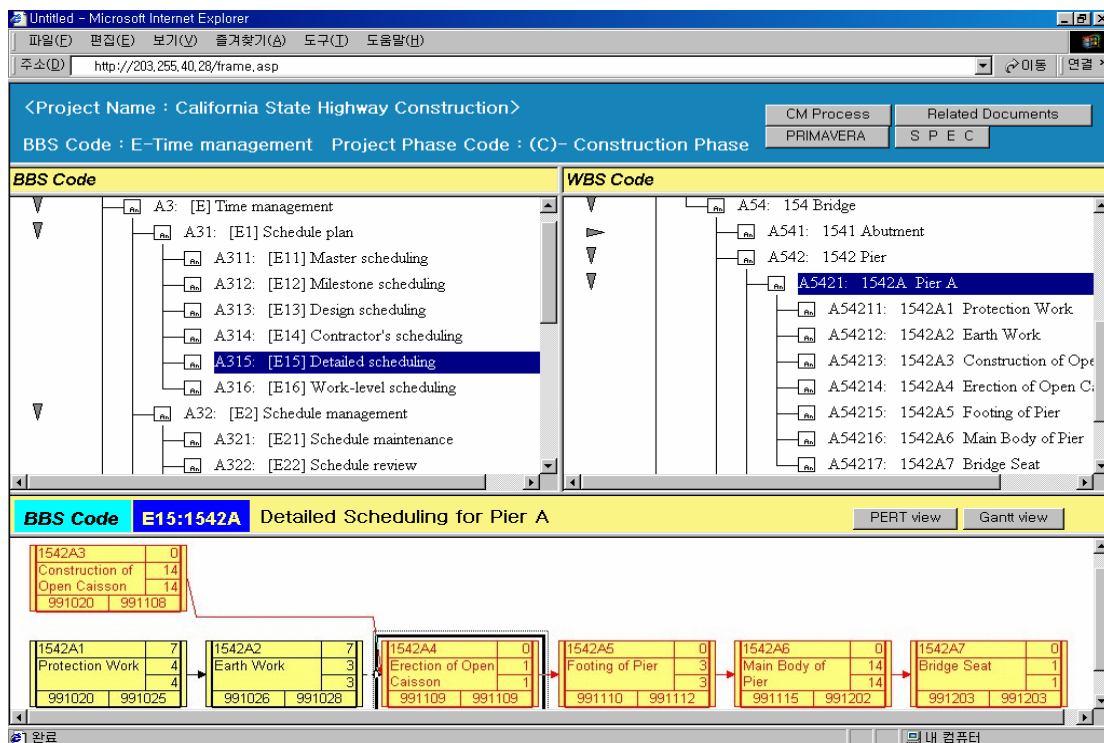 Untitled - Microsoft Internet Explorer
파일(F) 편집(E) 보기(V) 즐겨찾기(A) 도구(T) 도움말(H)
주소(D) http://203.255.40.28/frame.asp 이동 연결
<Project Name : California State Highway Construction>
CM Process Related Documents
BBS Code : E-Time management Project Phase Code : (C)- Construction Phase
PRIMAVERA S P E C
BBS Code
A3: [E] Time management
A31: [E1] Schedule plan
A311: [E11] Master scheduling
A312: [E12] Milestone scheduling
A313: [E13] Design scheduling
A314: [E14] Contractor's scheduling
A315: [E15] Detailed scheduling
A316: [E16] Work-level scheduling
A32: [E2] Schedule management
A321: [E21] Schedule maintenance
A322: [E22] Schedule review
WBS Code
A54: 154 Bridge
A541: 1541 Abutment
A542: 1542 Pier
A5421: 1542A Pier A
A54211: 1542A1 Protection Work
A54212: 1542A2 Earth Work
A54213: 1542A3 Construction of Ope
A54214: 1542A4 Erection of Open C
A54215: 1542A5 Footing of Pier
A54216: 1542A6 Main Body of Pier
A54217: 1542A7 Bridge Seat
BBS Code E15:1542A Detailed Scheduling for Pier A PERT view Gantt view
1542A3 0
Construction of 14
Open Caisson 14
991020 991108
1542A1 7
Protection Work 4
4
991020 991025
1542A2 7
Earth Work 3
3
991026 991028
1542A4 0
Erection of Open 1
Caisson 1
991109 991109
1542A5 0
Footing of Pier 3
3
991110 991112
1542A6 0
Main Body of 14
Pier 14
991115 991202
1542A7 0
Bridge Seat 1
1
991203 991203
완료 내 컴퓨터